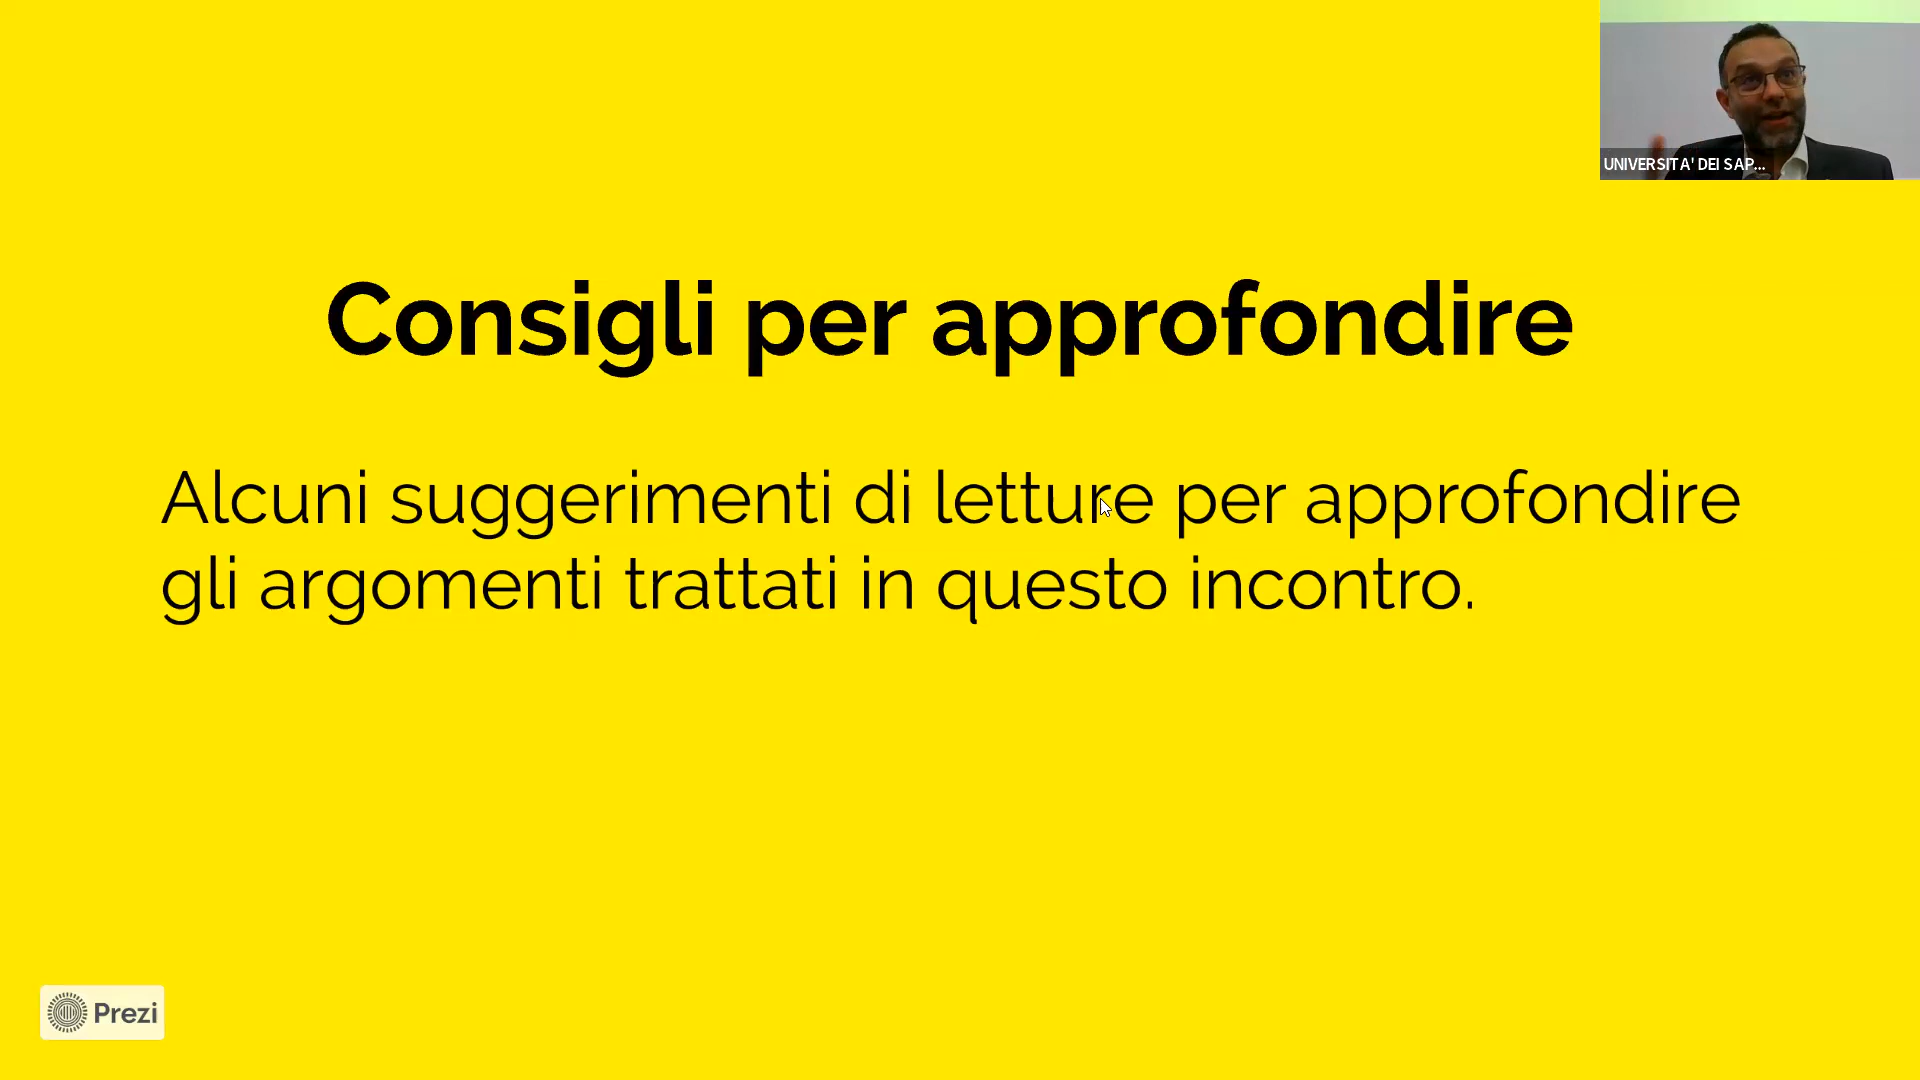 UNIVERSITA' DEI SAP...
Consigli per approfondire
Alcuni suggerimenti di letture per approfondire
gli argomenti trattati in questo incontro.
Prezi